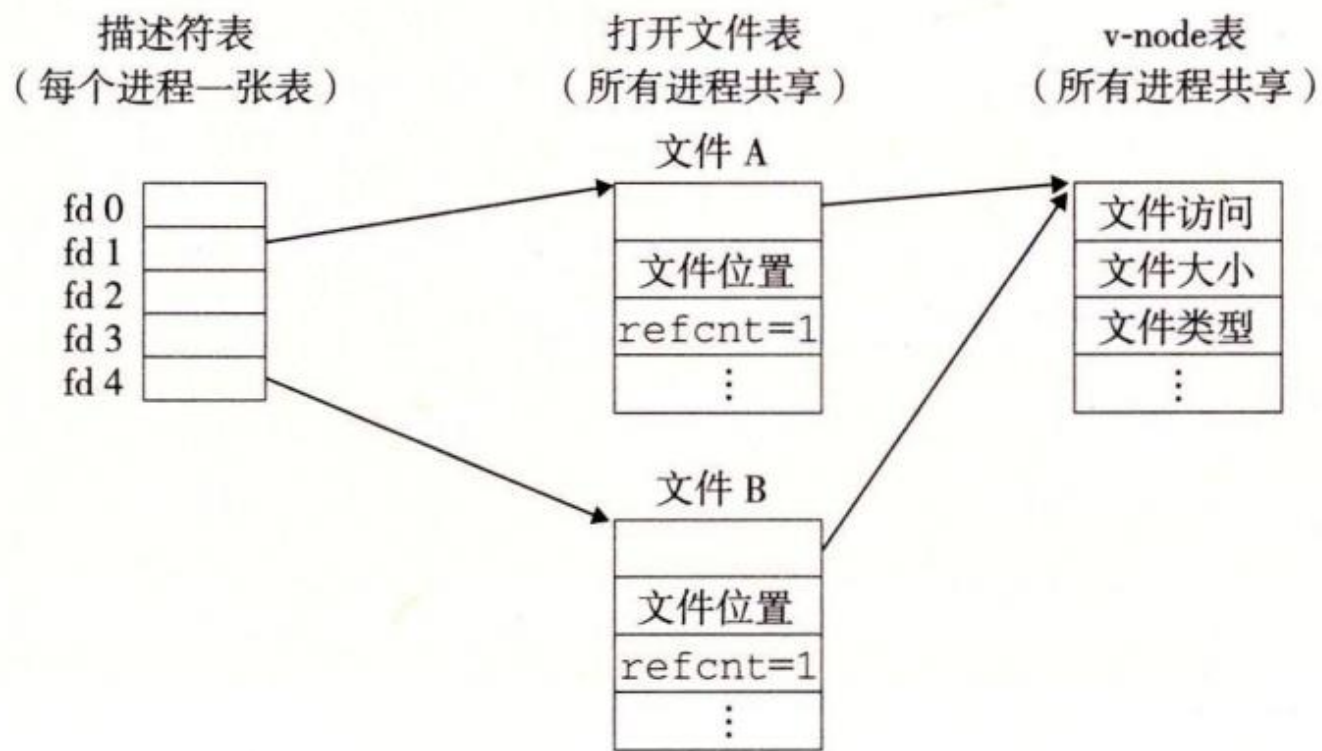 描述符表
（每个进程一张表）
打开文件表
（所有进程共享）
v-node表
（所有进程共享）
fd 0
fd 1
fd 2
fd 3
fd 4
文件 A
文件位置
refcnt=1
⋮
文件 B
文件位置
refcnt=1
⋮
文件访问
文件大小
文件类型
⋮